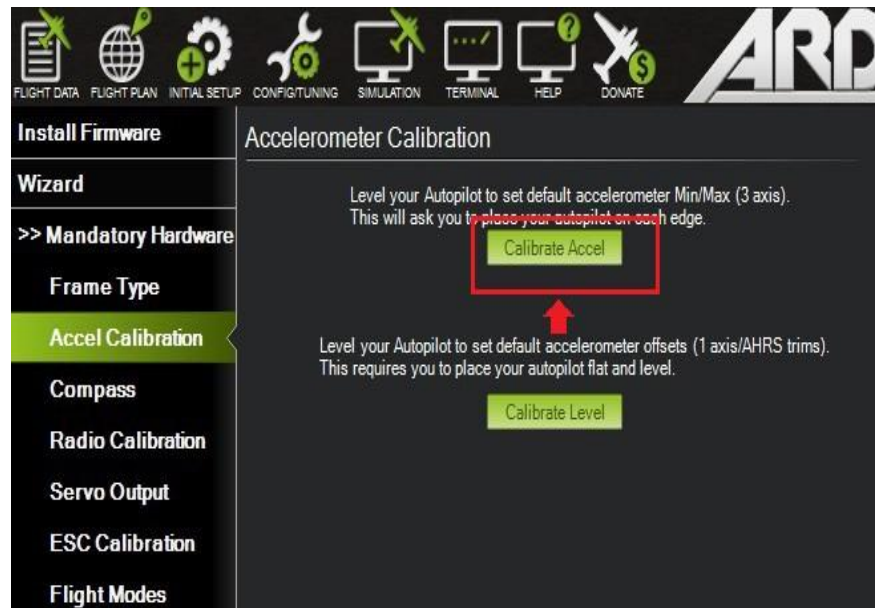 FLIGHT DATA FLIGHT PLAN INITIAL SETUP CONFIG/TUNING SIMULATION TERMINAL HELP DONATE
ARD
Install Firmware
Wizard
>> Mandatory Hardware
Frame Type
Accel Calibration
Compass
Radio Calibration
Servo Output
ESC Calibration
Flight Modes
Accelerometer Calibration
Level your Autopilot to set default accelerometer Min/Max (3 axis).
This will ask you to place your autopilot on each edge.
Calibrate Accel
Level your Autopilot to set default accelerometer offsets (1 axis/AHRS trims).
This requires you to place your autopilot flat and level.
Calibrate Level